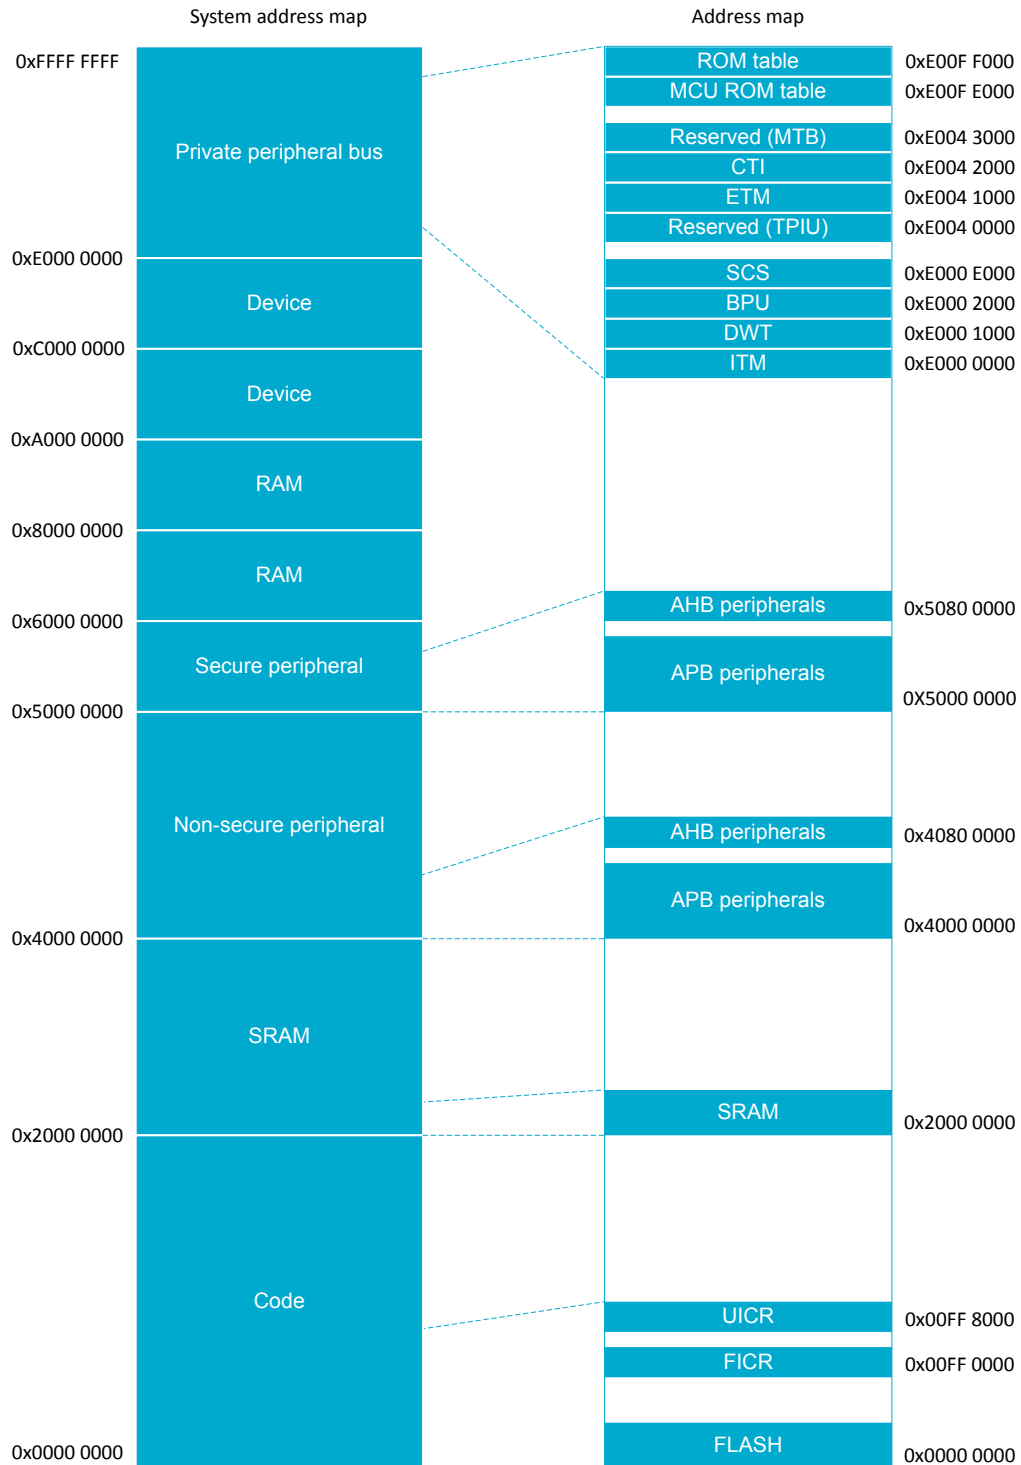 System address map
Address map
0xFFFF FFFF
Private peripheral bus
0xE000 0000
Device
0xC000 0000
Device
0xA000 0000
RAM
0x8000 0000
RAM
0x6000 0000
Secure peripheral
0x5000 0000
Non-secure peripheral
0x4000 0000
SRAM
0x2000 0000
Code
0x0000 0000
ROM table 0xE00F F000
MCU ROM table 0xE00F E000
Reserved (MTB) 0xE004 3000
CTI 0xE004 2000
ETM 0xE004 1000
Reserved (TPIU) 0xE004 0000
SCS 0xE000 E000
BPU 0xE000 2000
DWT 0xE000 1000
ITM 0xE000 0000
AHB peripherals 0x5080 0000
APB peripherals
0X5000 0000
AHB peripherals 0x4080 0000
APB peripherals
0x4000 0000
SRAM
0x2000 0000
UICR 0x00FF 8000
FICR 0x00FF 0000
FLASH
0x0000 0000